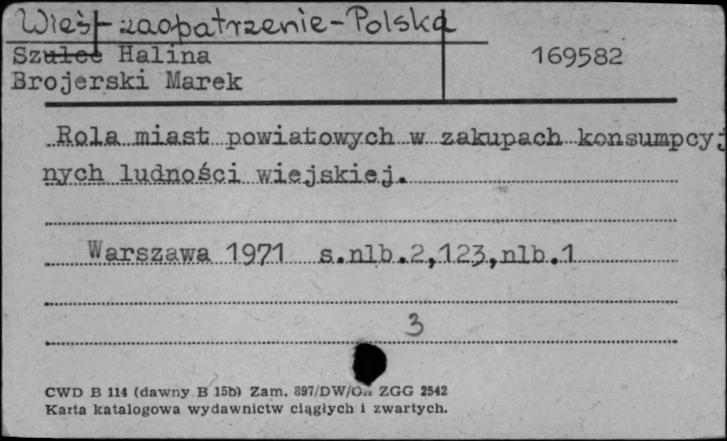 Wieś - zaopatrzenie - Polska
Szulce Halina 169582
Brojerski Marek
Rola miast powiatowych w zakupach konsumpcyj
nych ludności wiejskiej.
Warszawa 1971 s.nlb.2,123,nlb.1
3
CWD B 114 (dawny B 15b) Zam. 897/DW/ ZGG 2542
Karta katalogowa wydawnictw ciągłych i zwartych.